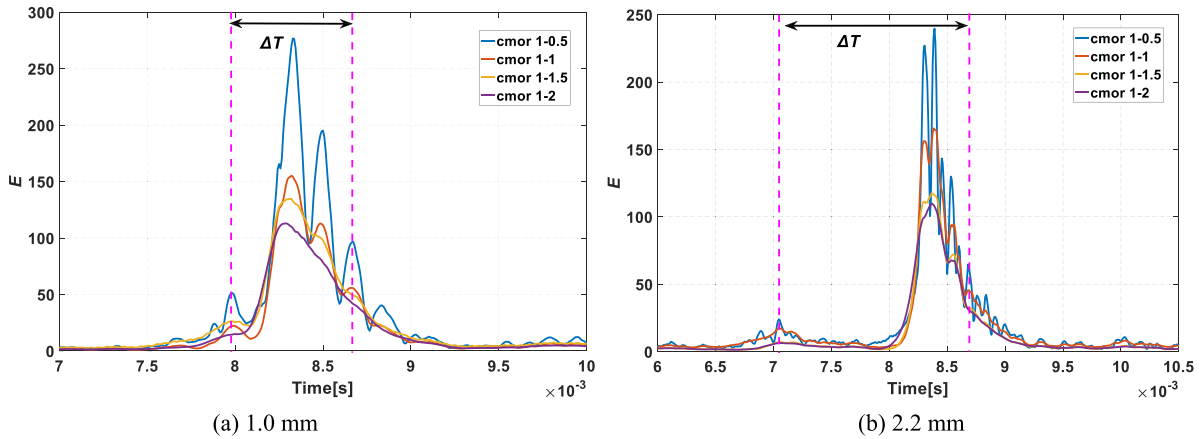 300
250
200
150
100
50
0
E
7
7.5
8
8.5
9
9.5
10
Time[s]
×10⁻³
ΔT
cmor 1-0.5
cmor 1-1
cmor 1-1.5
cmor 1-2
(a) 1.0 mm
250
200
150
100
50
0
E
6
6.5
7
7.5
8
8.5
9
9.5
10
10.5
Time[s]
×10⁻³
ΔT
cmor 1-0.5
cmor 1-1
cmor 1-1.5
cmor 1-2
(b) 2.2 mm